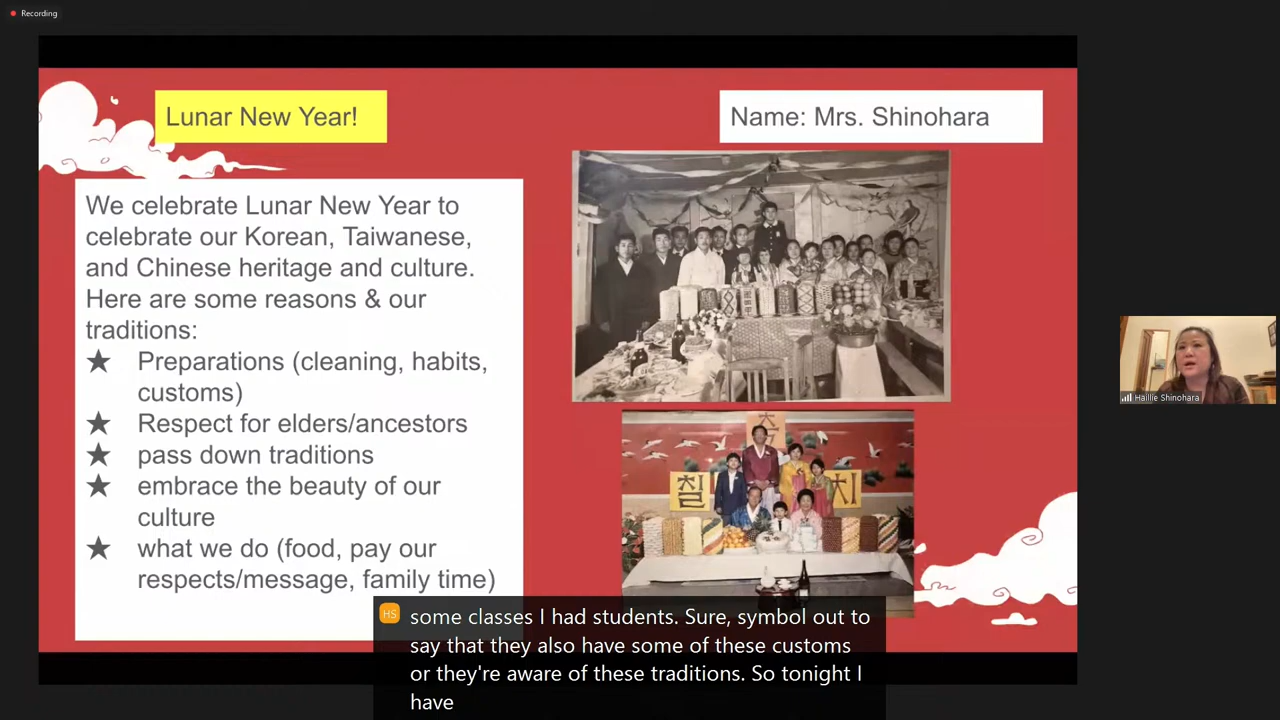 Recording
Lunar New Year!
Name: Mrs. Shinohara
We celebrate Lunar New Year to
celebrate our Korean, Taiwanese,
and Chinese heritage and culture.
Here are some reasons & our
traditions:
★ Preparations (cleaning, habits,
customs)
★ Respect for elders/ancestors
★ pass down traditions
★ embrace the beauty of our
culture
★ what we do (food, pay our
respects/message, family time)
축
칠
치
Haillie Shinohara
HS
some classes I had students. Sure, symbol out to
say that they also have some of these customs
or they're aware of these traditions. So tonight I
have